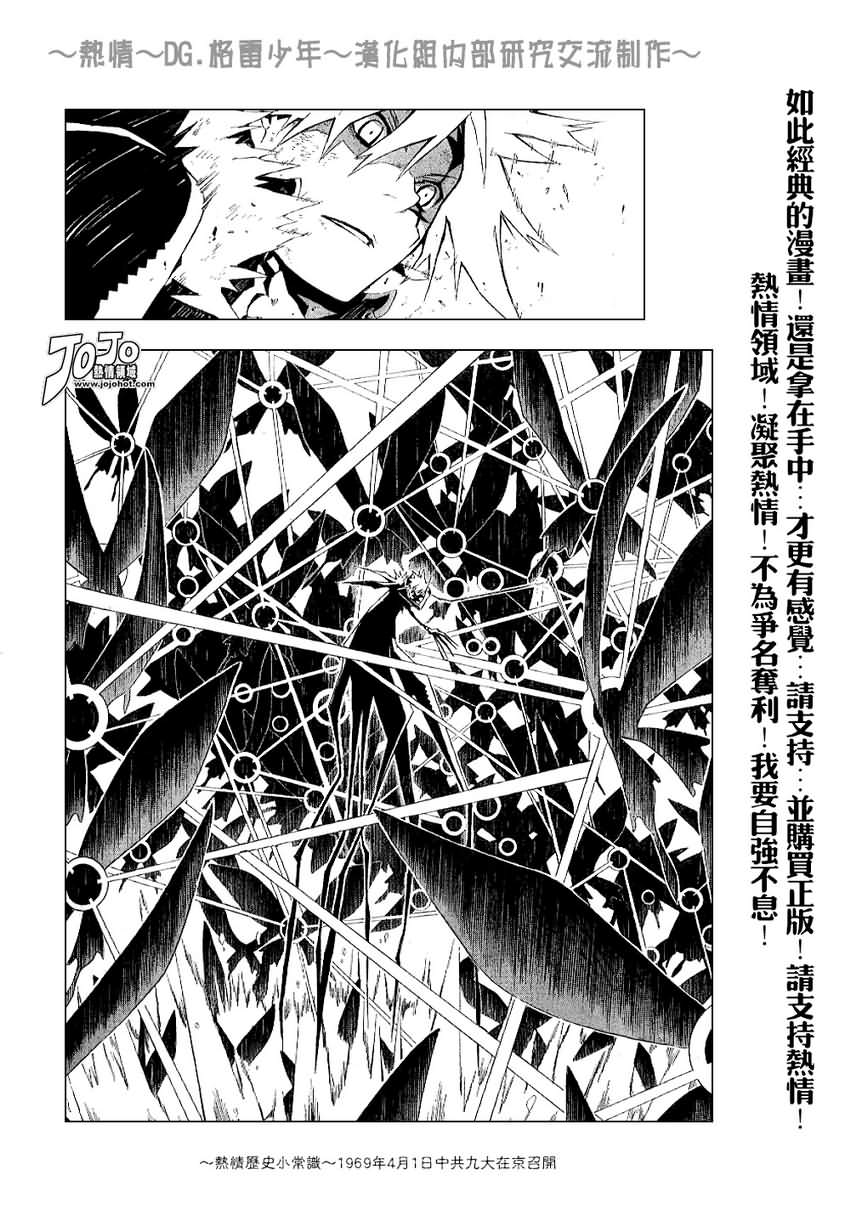 ～熱情～DG.格雷少年～漢化組内部研究交流制作～
如此經典的漫畫！還是拿在手中…才更有感覺…請支持…並購買正版！請支持熱情！
熱情領域！凝聚熱情！不為爭名奪利！我要自強不息！
JOJO
熱情領域
www.jojohot.com
～熱情歷史小常識～1969年4月1日中共九大在京召開